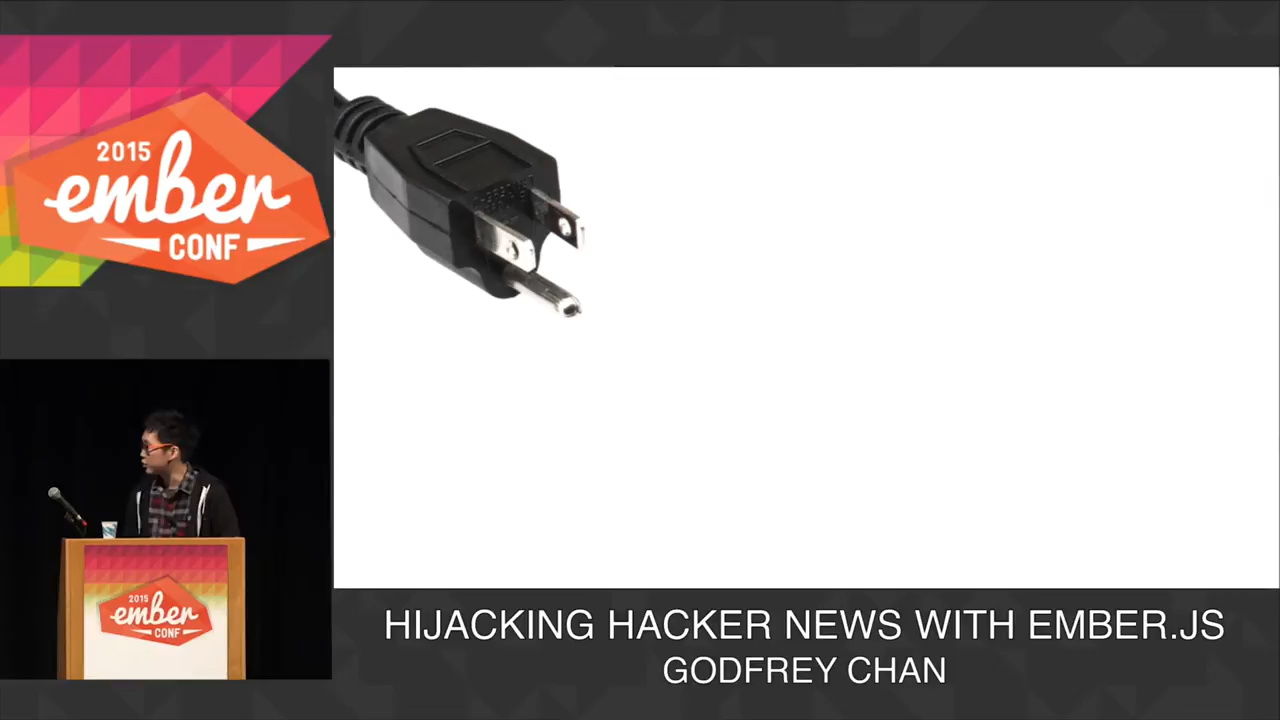 2015
ember
CONF
2015
ember
CONF
HIJACKING HACKER NEWS WITH EMBER.JS
GODFREY CHAN